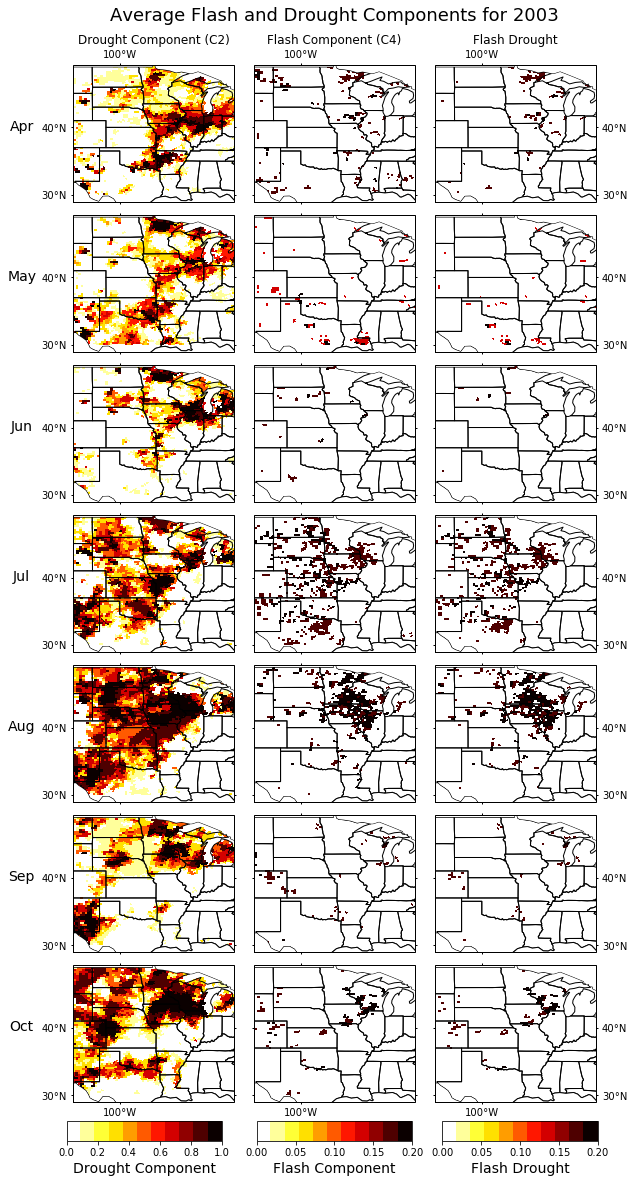 Average Flash and Drought Components for 2003
Drought Component (C2) Flash Component (C4) Flash Drought
100°W 100°W 100°W
Apr 40°N 40°N
30°N 30°N
May 40°N 40°N
30°N 30°N
Jun 40°N 40°N
30°N 30°N
Jul 40°N 40°N
30°N 30°N
Aug 40°N 40°N
30°N 30°N
Sep 40°N 40°N
30°N 30°N
Oct 40°N 40°N
30°N 30°N
100°W 100°W 100°W
0.0 0.2 0.4 0.6 0.8 1.0 0.00 0.05 0.10 0.15 0.20 0.00 0.05 0.10 0.15 0.20
Drought Component Flash Component Flash Drought